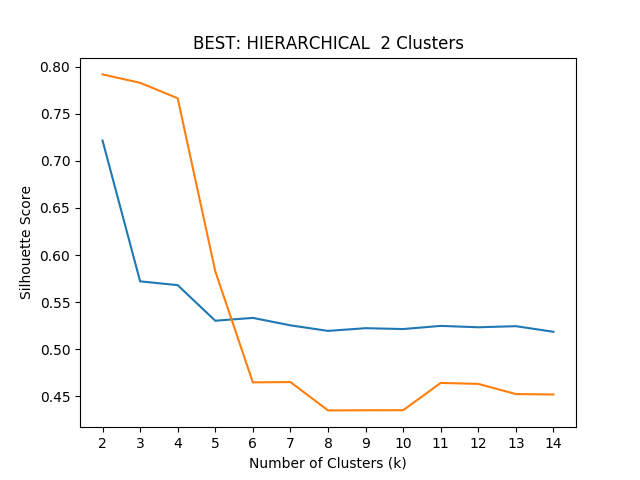 BEST: HIERARCHICAL  2 Clusters
0.80
0.75
0.70
0.65
0.60
0.55
0.50
0.45
Silhouette Score
2 3 4 5 6 7 8 9 10 11 12 13 14
Number of Clusters (k)